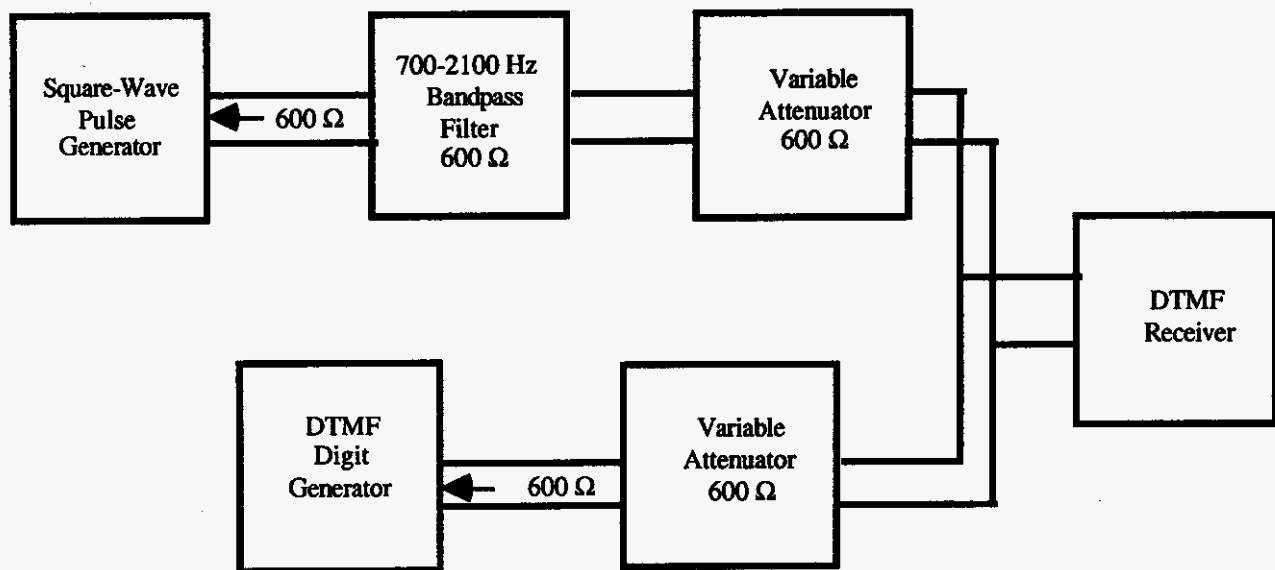 Square-Wave
Pulse
Generator
600 Ω
700-2100 Hz
Bandpass
Filter
600 Ω
Variable
Attenuator
600 Ω
DTMF
Receiver
DTMF
Digit
Generator
600 Ω
Variable
Attenuator
600 Ω